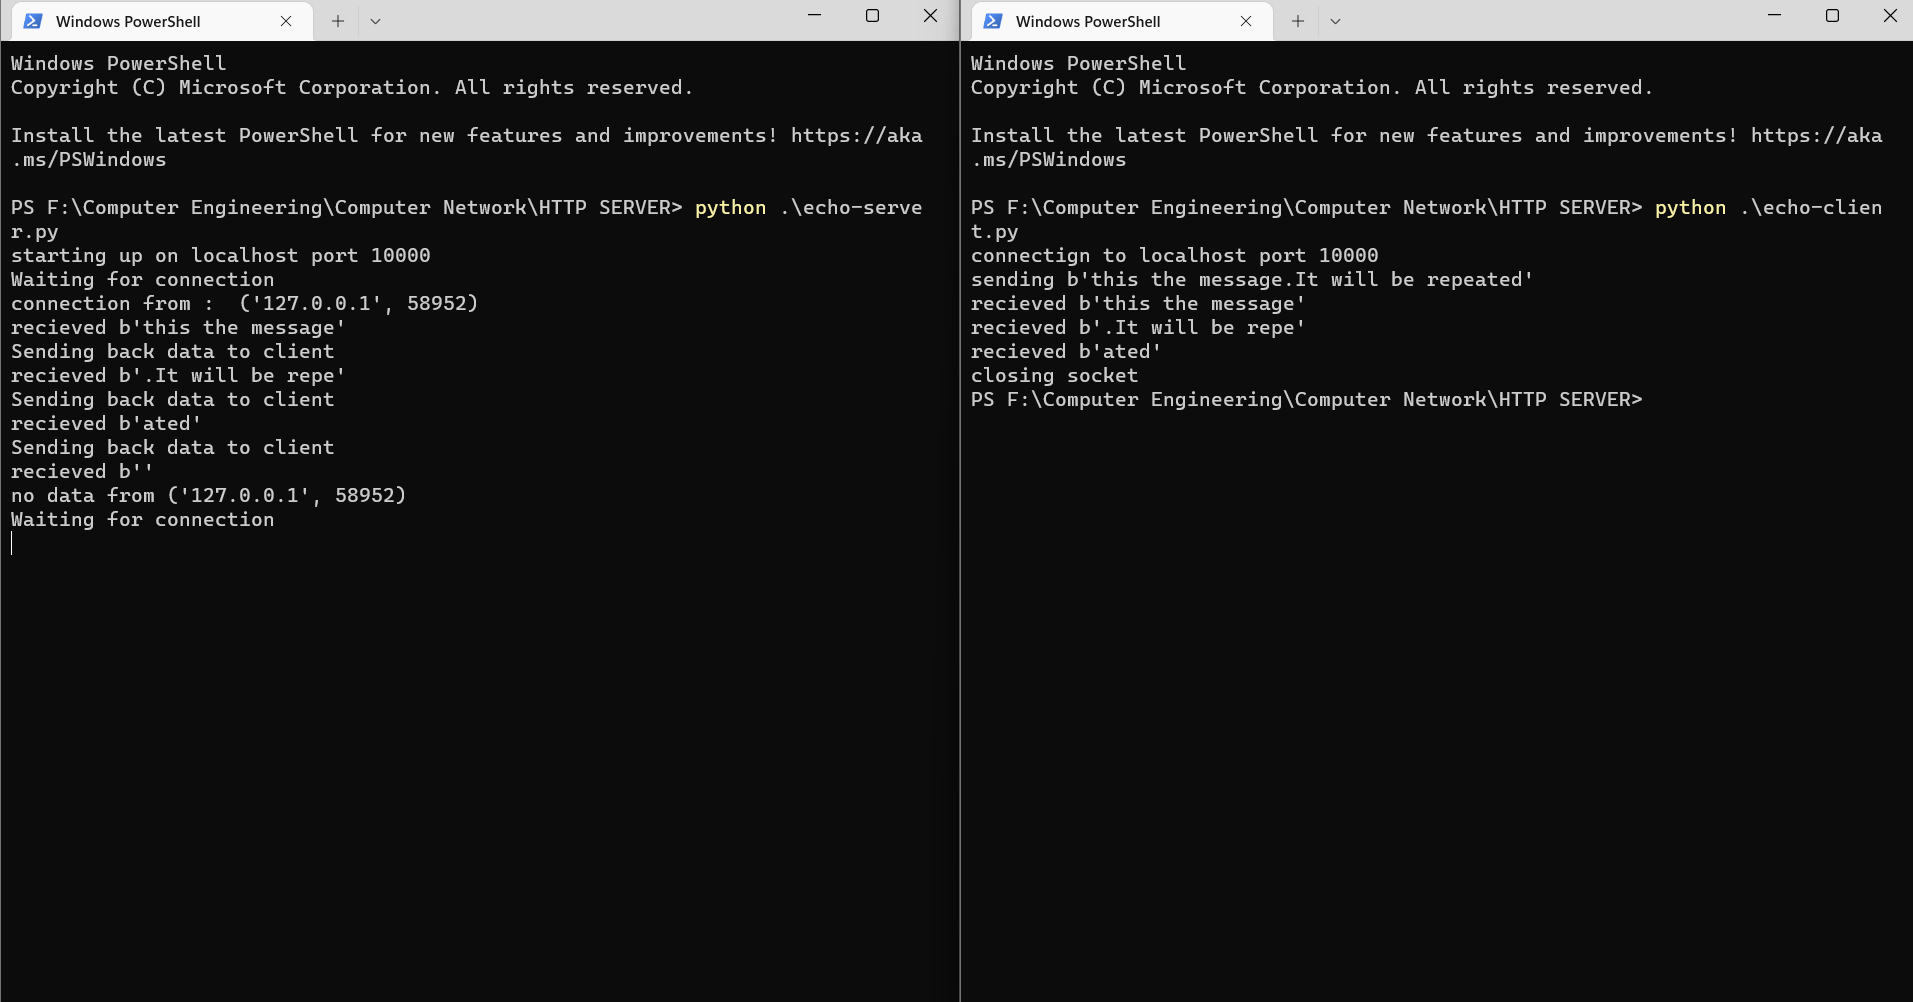 Windows PowerShell
Windows PowerShell
Copyright (C) Microsoft Corporation. All rights reserved.

Install the latest PowerShell for new features and improvements! https://aka
.ms/PSWindows

PS F:\Computer Engineering\Computer Network\HTTP SERVER> python .\echo-serve
r.py
starting up on localhost port 10000
Waiting for connection
connection from :  ('127.0.0.1', 58952)
recieved b'this the message'
Sending back data to client
recieved b'.It will be repe'
Sending back data to client
recieved b'ated'
Sending back data to client
recieved b''
no data from ('127.0.0.1', 58952)
Waiting for connection

Windows PowerShell
Windows PowerShell
Copyright (C) Microsoft Corporation. All rights reserved.

Install the latest PowerShell for new features and improvements! https://aka
.ms/PSWindows

PS F:\Computer Engineering\Computer Network\HTTP SERVER> python .\echo-clien
t.py
connectign to localhost port 10000
sending b'this the message.It will be repeated'
recieved b'this the message'
recieved b'.It will be repe'
recieved b'ated'
closing socket
PS F:\Computer Engineering\Computer Network\HTTP SERVER>